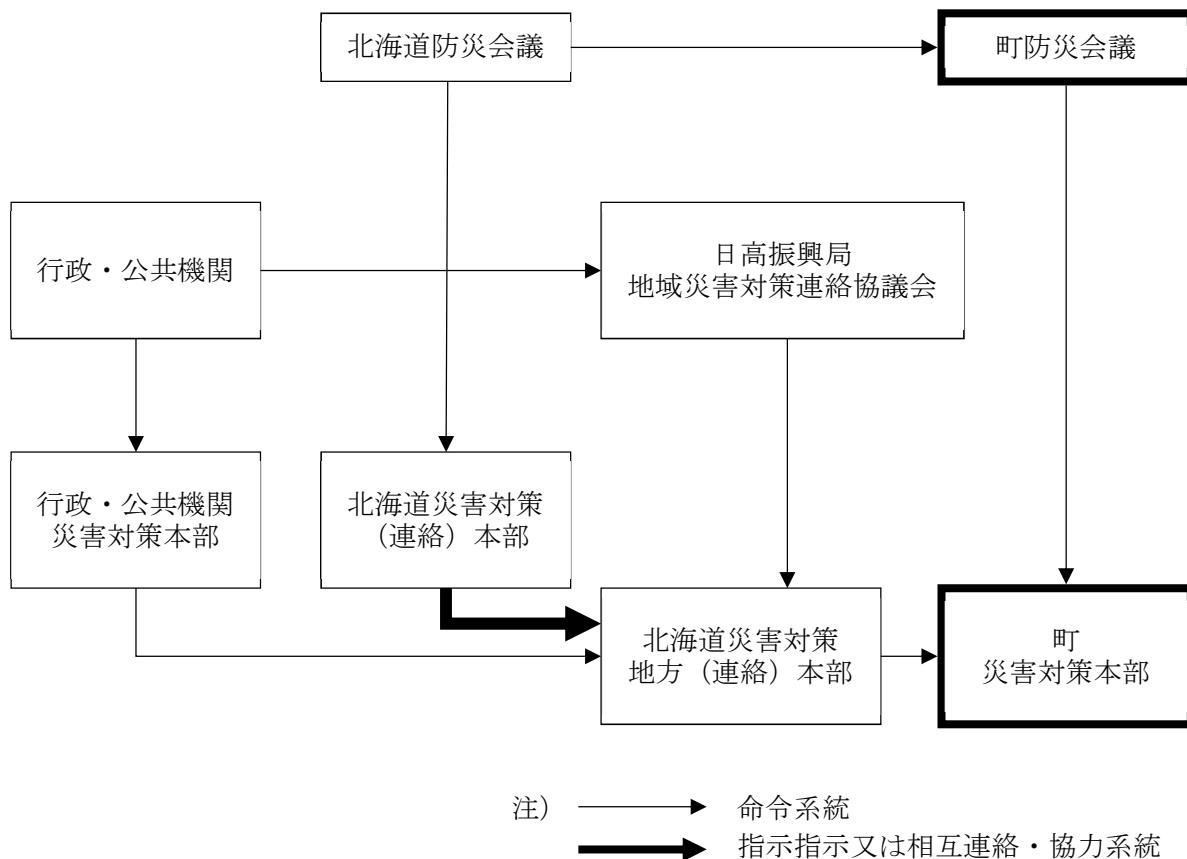 北海道防災会議
町防災会議
行政・公共機関
日高振興局
地域災害対策連絡協議会
行政・公共機関
災害対策本部
北海道災害対策
（連絡）本部
北海道災害対策
地方（連絡）本部
町
災害対策本部
注） 命令系統
指示指示又は相互連絡・協力系統